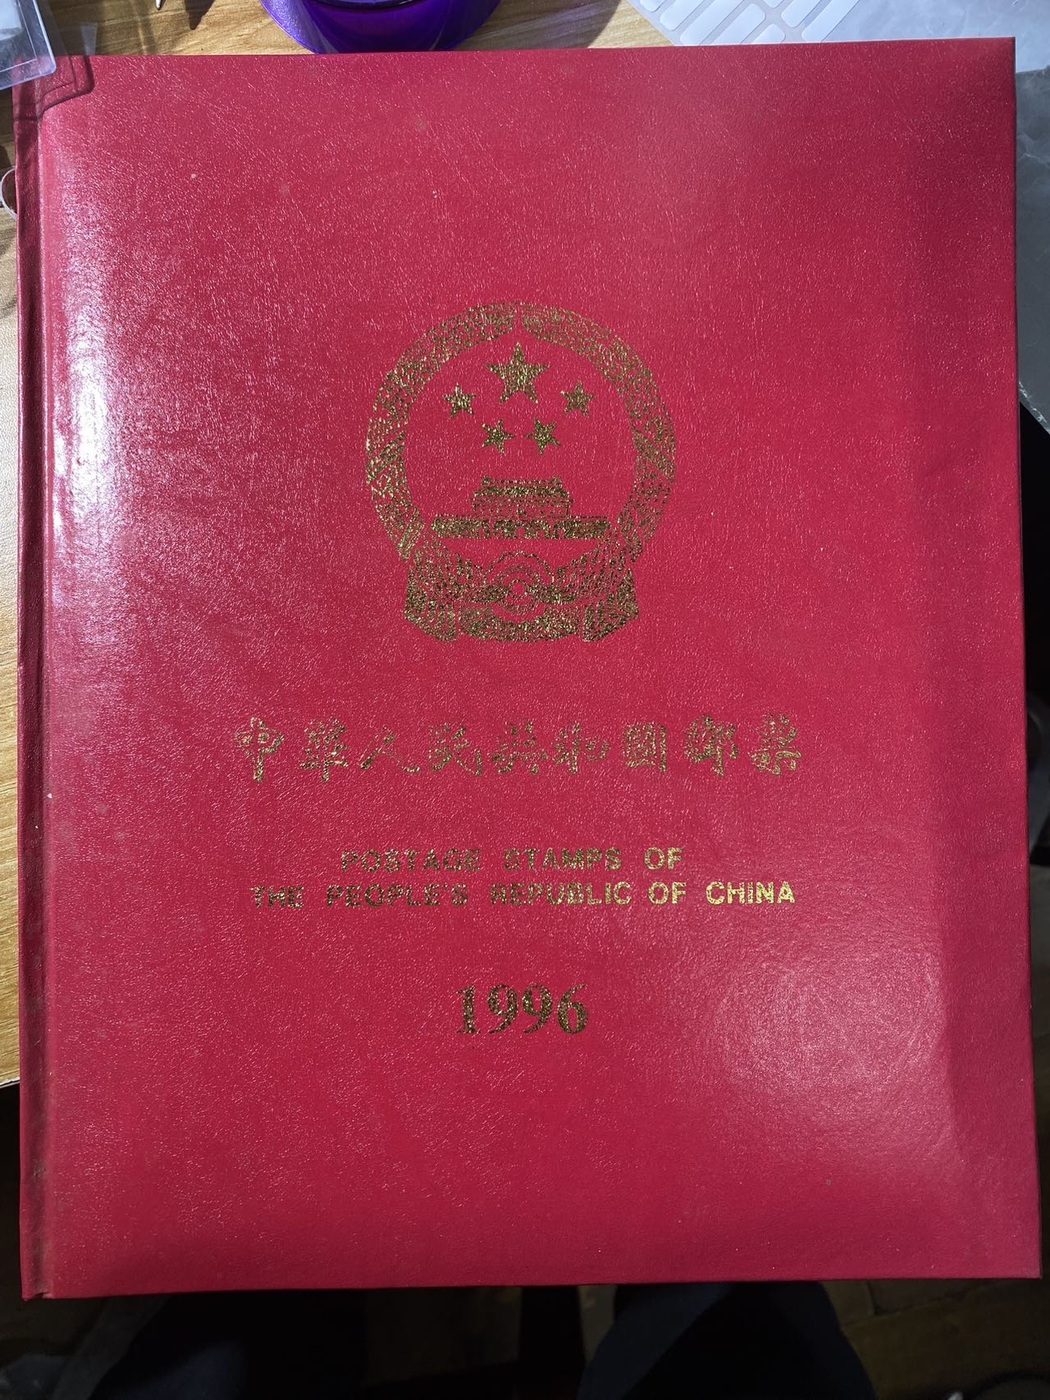 中華人民共和國郵票
POSTAGE STAMPS OF
THE PEOPLE'S REPUBLIC OF CHINA
1996